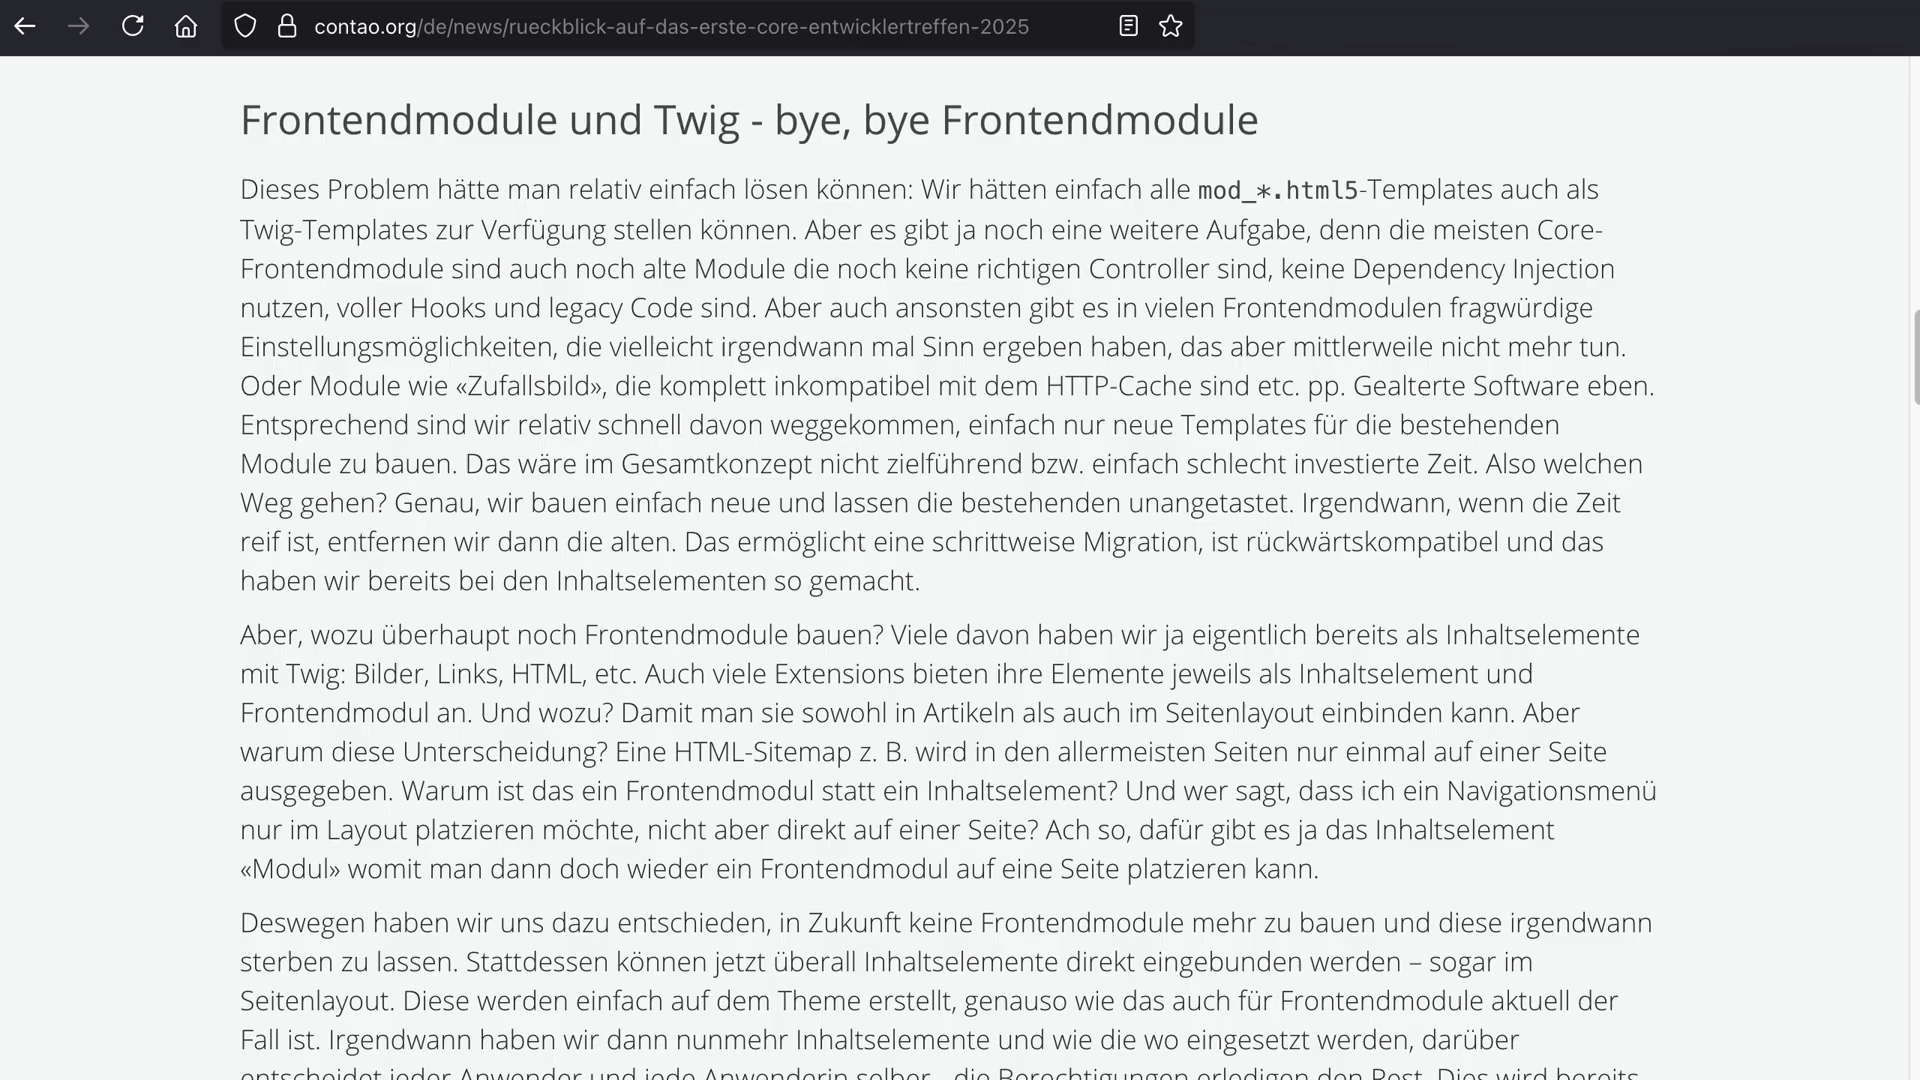 contao.org/de/news/rueckblick-auf-das-erste-core-entwicklertreffen-2025
Frontendmodule und Twig - bye, bye Frontendmodule
Dieses Problem hätte man relativ einfach lösen können: Wir hätten einfach alle mod_*.html5-Templates auch als
Twig-Templates zur Verfügung stellen können. Aber es gibt ja noch eine weitere Aufgabe, denn die meisten Core-
Frontendmodule sind auch noch alte Module die noch keine richtigen Controller sind, keine Dependency Injection
nutzen, voller Hooks und legacy Code sind. Aber auch ansonsten gibt es in vielen Frontendmodulen fragwürdige
Einstellungsmöglichkeiten, die vielleicht irgendwann mal Sinn ergeben haben, das aber mittlerweile nicht mehr tun.
Oder Module wie «Zufallsbild», die komplett inkompatibel mit dem HTTP-Cache sind etc. pp. Gealterte Software eben.
Entsprechend sind wir relativ schnell davon weggekommen, einfach nur neue Templates für die bestehenden
Module zu bauen. Das wäre im Gesamtkonzept nicht zielführend bzw. einfach schlecht investierte Zeit. Also welchen
Weg gehen? Genau, wir bauen einfach neue und lassen die bestehenden unangetastet. Irgendwann, wenn die Zeit
reif ist, entfernen wir dann die alten. Das ermöglicht eine schrittweise Migration, ist rückwärtskompatibel und das
haben wir bereits bei den Inhaltselementen so gemacht.
Aber, wozu überhaupt noch Frontendmodule bauen? Viele davon haben wir ja eigentlich bereits als Inhaltselemente
mit Twig: Bilder, Links, HTML, etc. Auch viele Extensions bieten ihre Elemente jeweils als Inhaltselement und
Frontendmodul an. Und wozu? Damit man sie sowohl in Artikeln als auch im Seitenlayout einbinden kann. Aber
warum diese Unterscheidung? Eine HTML-Sitemap z. B. wird in den allermeisten Seiten nur einmal auf einer Seite
ausgegeben. Warum ist das ein Frontendmodul statt ein Inhaltselement? Und wer sagt, dass ich ein Navigationsmenü
nur im Layout platzieren möchte, nicht aber direkt auf einer Seite? Ach so, dafür gibt es ja das Inhaltselement
«Modul» womit man dann doch wieder ein Frontendmodul auf eine Seite platzieren kann.
Deswegen haben wir uns dazu entschieden, in Zukunft keine Frontendmodule mehr zu bauen und diese irgendwann
sterben zu lassen. Stattdessen können jetzt überall Inhaltselemente direkt eingebunden werden – sogar im
Seitenlayout. Diese werden einfach auf dem Theme erstellt, genauso wie das auch für Frontendmodule aktuell der
Fall ist. Irgendwann haben wir dann nunmehr Inhaltselemente und wie die wo eingesetzt werden, darüber
entscheidet jeder Anwender und jede Anwenderin selber - die Berechtigungen erledigen den Rest. Dies wird bereits